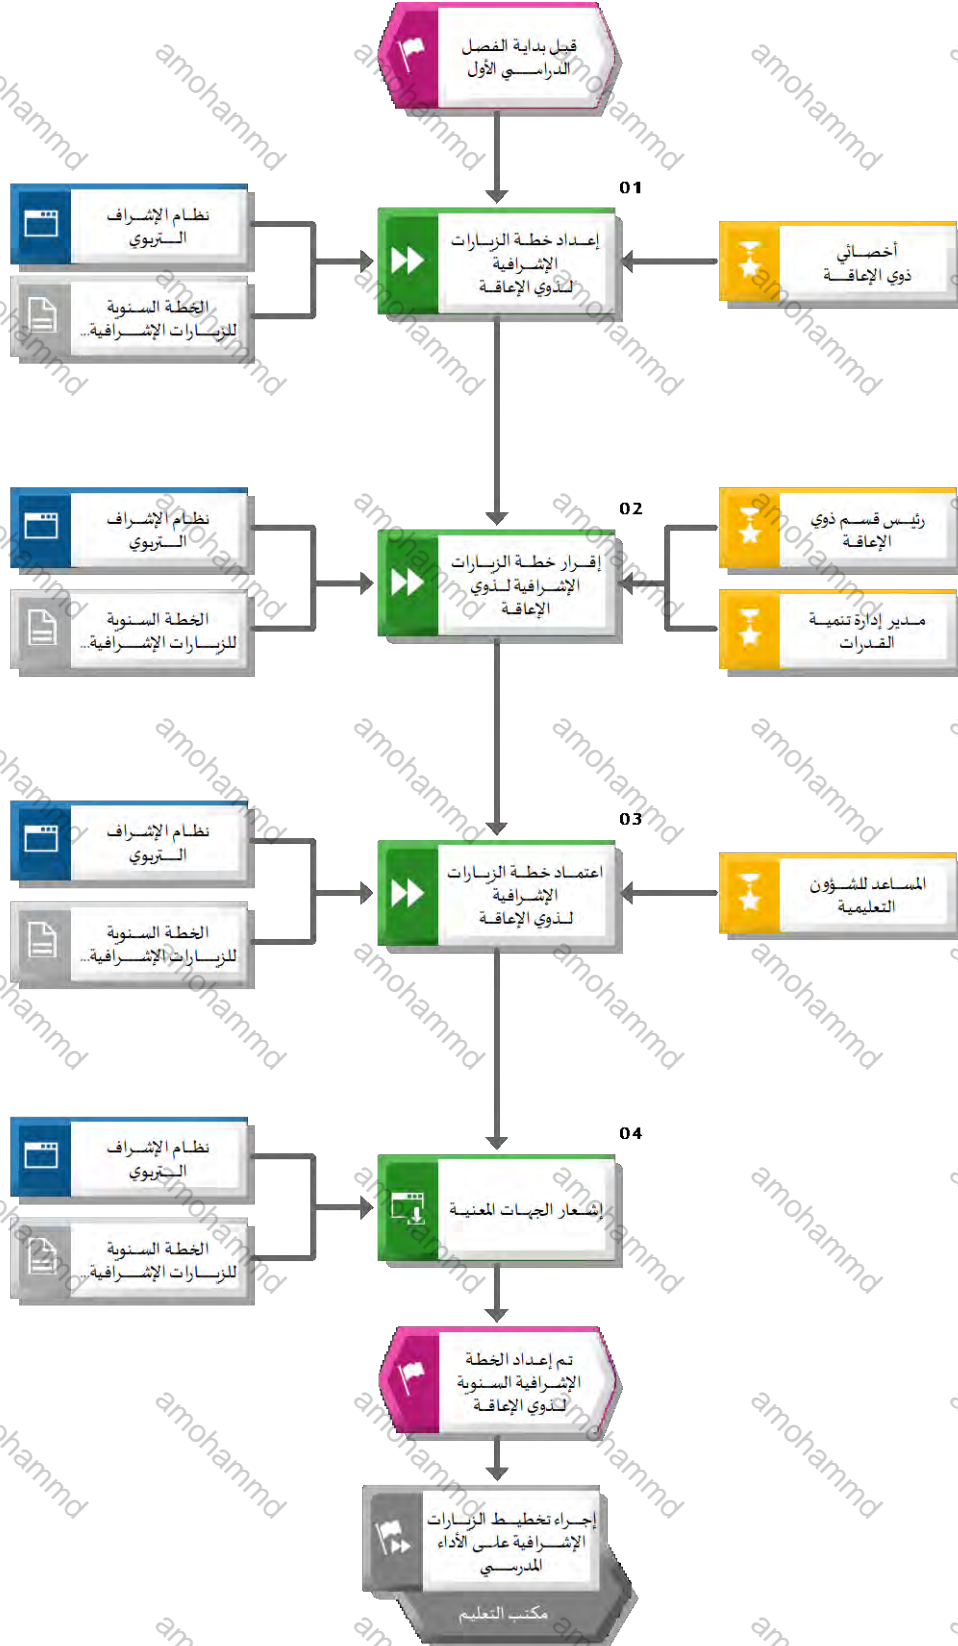 قبل بداية الفصل
الدراسي الأول
01
أخصائي
ذوي الإعاقة
إعداد خطة الزيارات
الإشرافية
لذوي الإعاقة
نظام الإشراف
التربوي
الخطة السنوية
للزيارات الإشرافية...
02
رئيس قسم ذوي
الإعاقة
مدير إدارة تنمية
القدرات
إقرار خطة الزيارات
الإشرافية لذوي
الإعاقة
نظام الإشراف
التربوي
الخطة السنوية
للزيارات الإشرافية...
03
المساعد للشؤون
التعليمية
اعتماد خطة الزيارات
الإشرافية
لذوي الإعاقة
نظام الإشراف
التربوي
الخطة السنوية
للزيارات الإشرافية...
04
إشعار الجهات المعنية
نظام الإشراف
التربوي
الخطة السنوية
للزيارات الإشرافية...
تم إعداد الخطة
الإشرافية السنوية
لذوي الإعاقة
إجراء تخطيط الزيارات
الإشرافية على الأداء
المدرسي
مكتب التعليم
amohammd